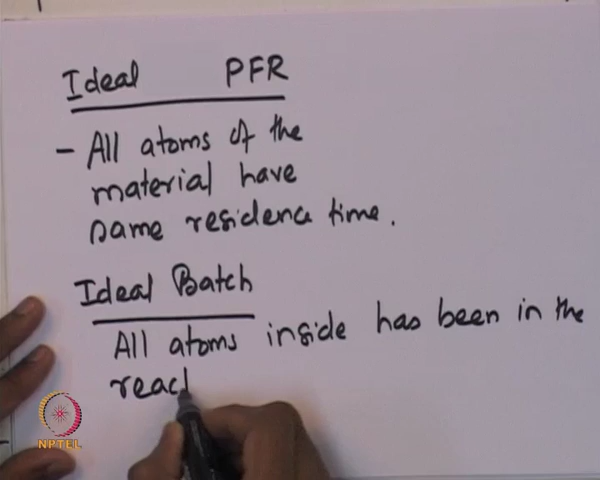 Ideal PFR
- All atoms of the
material have
same residence time.
Ideal Batch
All atoms inside has been in the
react
NPTEL